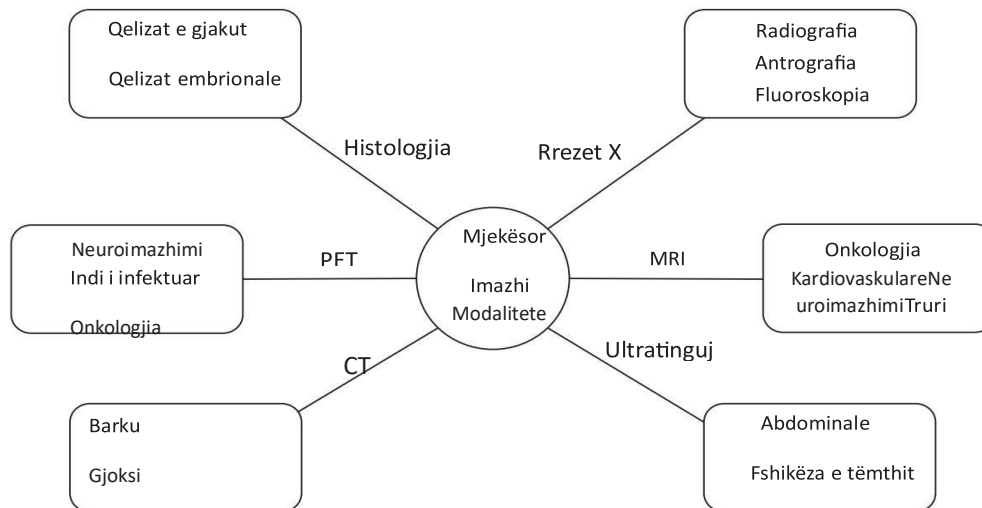 Qelizat e gjakut
Qelizat embrionale
Radiografia
Antrografia
Fluoroskopia
Histologjia
Rrezet X
Neuroimazhimi
Indi i infektuar
Onkologjia
PFT
Mjekësor
Imazhi
Modalitete
MRI
Onkologjia
KardiovaskulareNe
uroimazhimiTruri
CT
Ultratinguj
Barku
Gjoksi
Abdominale
Fshikëza e tëmthit